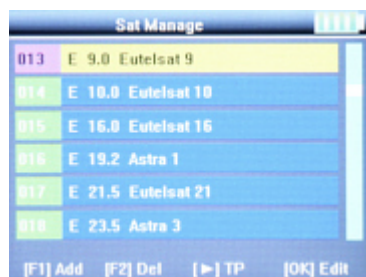 Sat Manage
013 E 9.0 Eutelsat 9
014 E 10.0 Eutelsat 10
015 E 16.0 Eutelsat 16
016 E 19.2 Astra 1
017 E 21.5 Eutelsat 21
018 E 23.5 Astra 3
[F1] Add [F2] Del [►] TP [OK] Edit